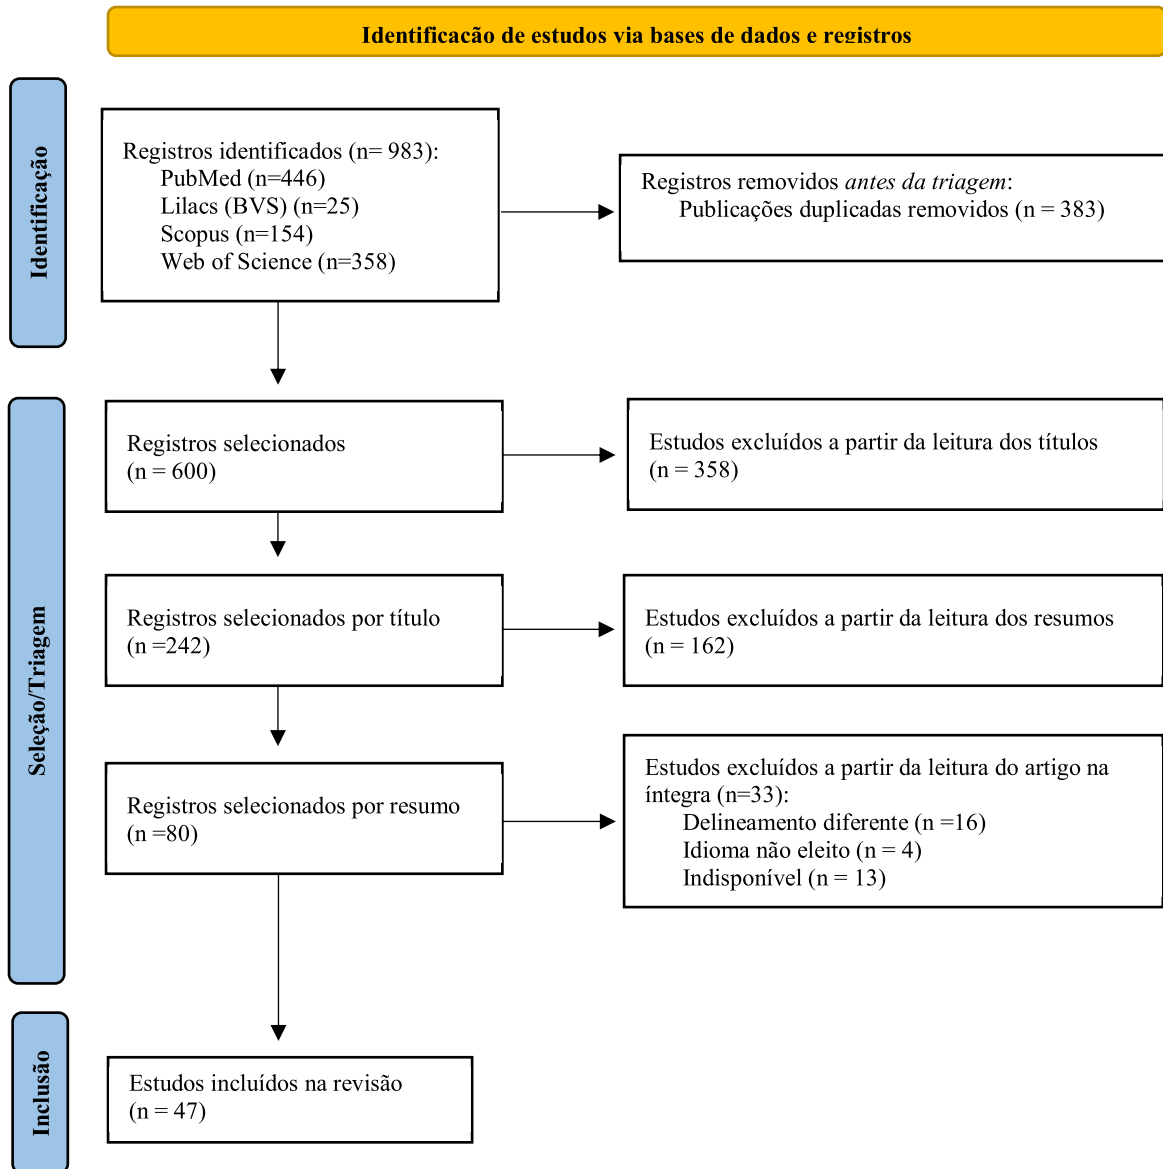 Identificacão de estudos via bases de dados e registros
Identificação
Registros identificados (n= 983):
PubMed (n=446)
Lilacs (BVS) (n=25)
Scopus (n=154)
Web of Science (n=358)
Registros removidos antes da triagem:
Publicações duplicadas removidos (n = 383)
Seleção/Triagem
Registros selecionados
(n = 600)
Estudos excluídos a partir da leitura dos títulos
(n = 358)
Registros selecionados por título
(n =242)
Estudos excluídos a partir da leitura dos resumos
(n = 162)
Registros selecionados por resumo
(n =80)
Estudos excluídos a partir da leitura do artigo na
íntegra (n=33):
Delineamento diferente (n =16)
Idioma não eleito (n = 4)
Indisponível (n = 13)
Inclusão
Estudos incluídos na revisão
(n = 47)